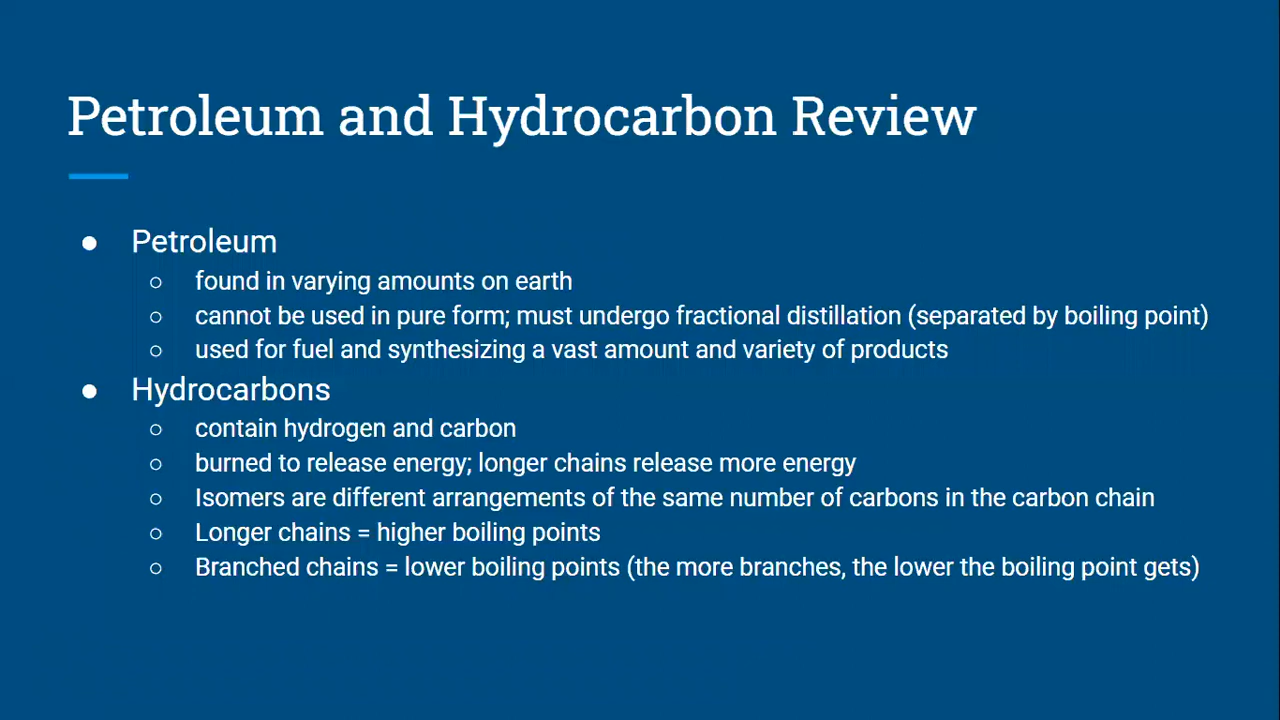 Petroleum and Hydrocarbon Review
● Petroleum
○ found in varying amounts on earth
○ cannot be used in pure form; must undergo fractional distillation (separated by boiling point)
○ used for fuel and synthesizing a vast amount and variety of products
● Hydrocarbons
○ contain hydrogen and carbon
○ burned to release energy; longer chains release more energy
○ Isomers are different arrangements of the same number of carbons in the carbon chain
○ Longer chains = higher boiling points
○ Branched chains = lower boiling points (the more branches, the lower the boiling point gets)